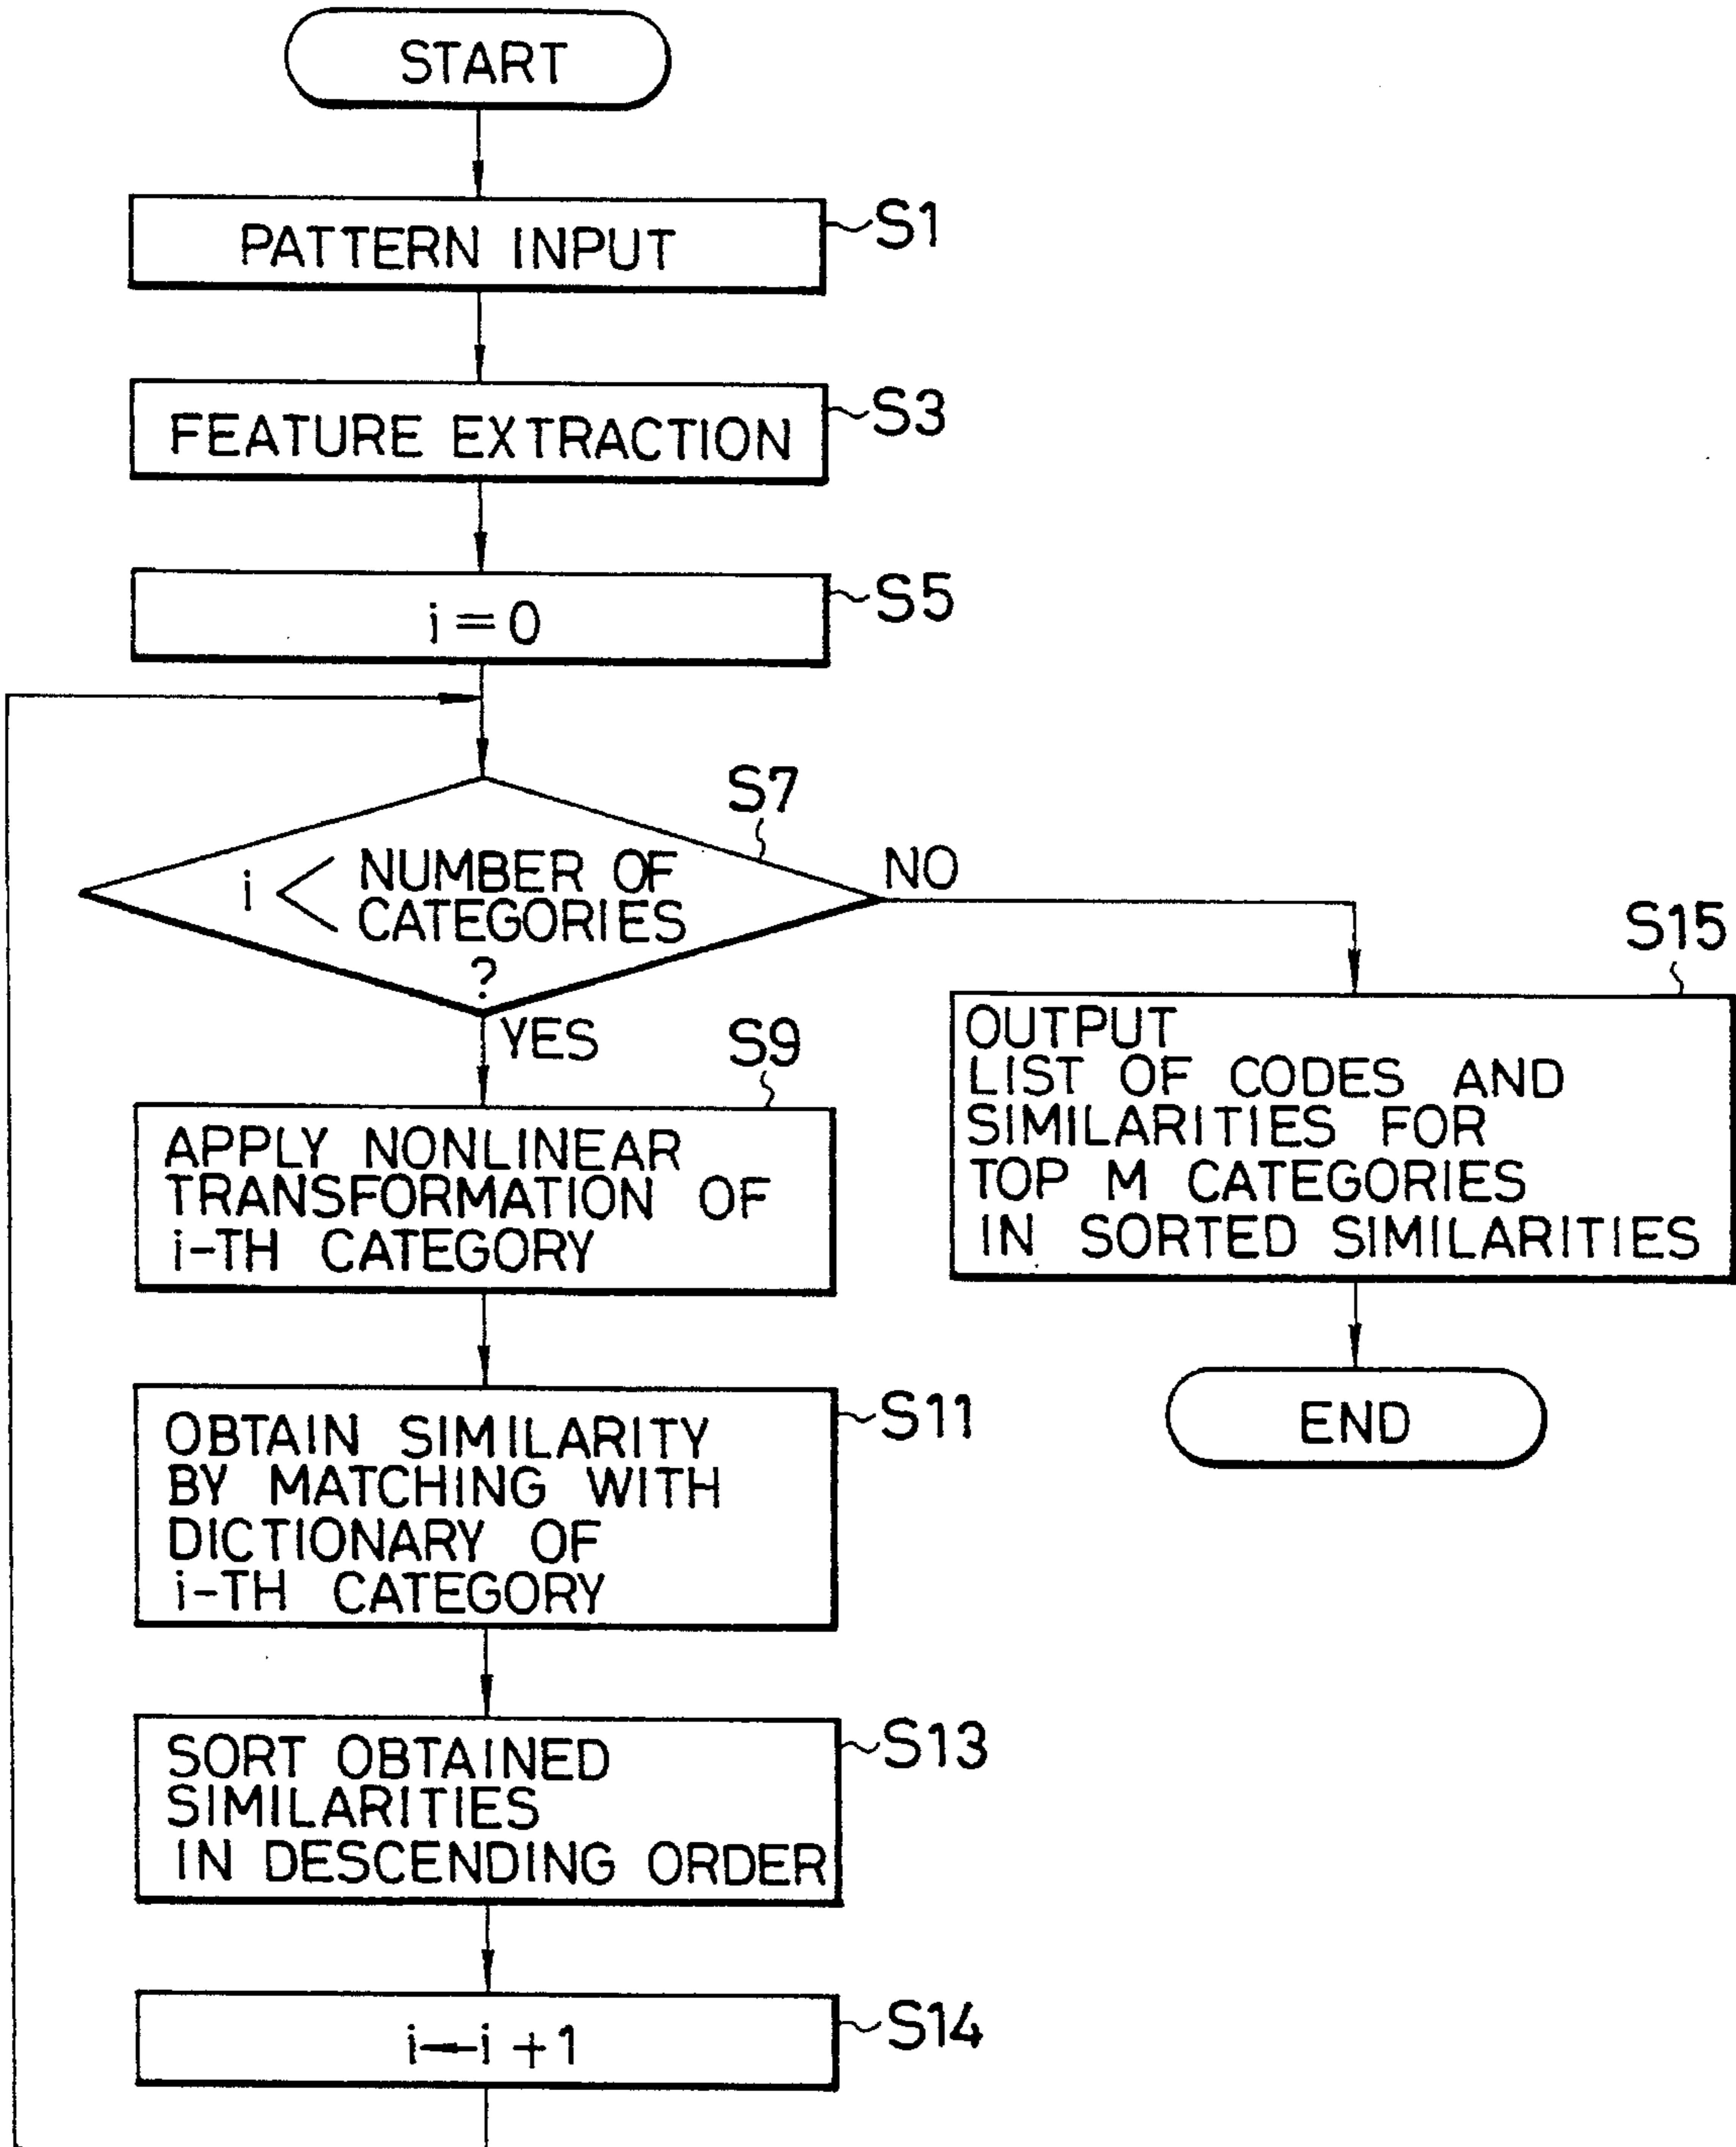 START
PATTERN INPUT
S1
FEATURE EXTRACTION
S3
i=0
S5
S7
i < NUMBER OF
CATEGORIES
?
NO
YES
S9
APPLY NONLINEAR
TRANSFORMATION OF
i-TH CATEGORY
OBTAIN SIMILARITY
BY MATCHING WITH
DICTIONARY OF
i-TH CATEGORY
S11
SORT OBTAINED
SIMILARITIES
IN DESCENDING ORDER
S13
i←i+1
S14
S15
OUTPUT
LIST OF CODES AND
SIMILARITIES FOR
TOP M CATEGORIES
IN SORTED SIMILARITIES
END